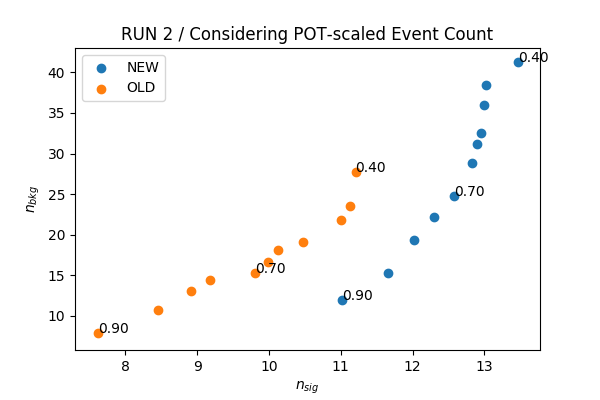 RUN 2 / Considering POT-scaled Event Count
NEW
OLD
0.40
0.40
0.70
0.70
0.90
0.90
40
35
30
25
20
15
10
n_bkg
8 9 10 11 12 13
n_sig